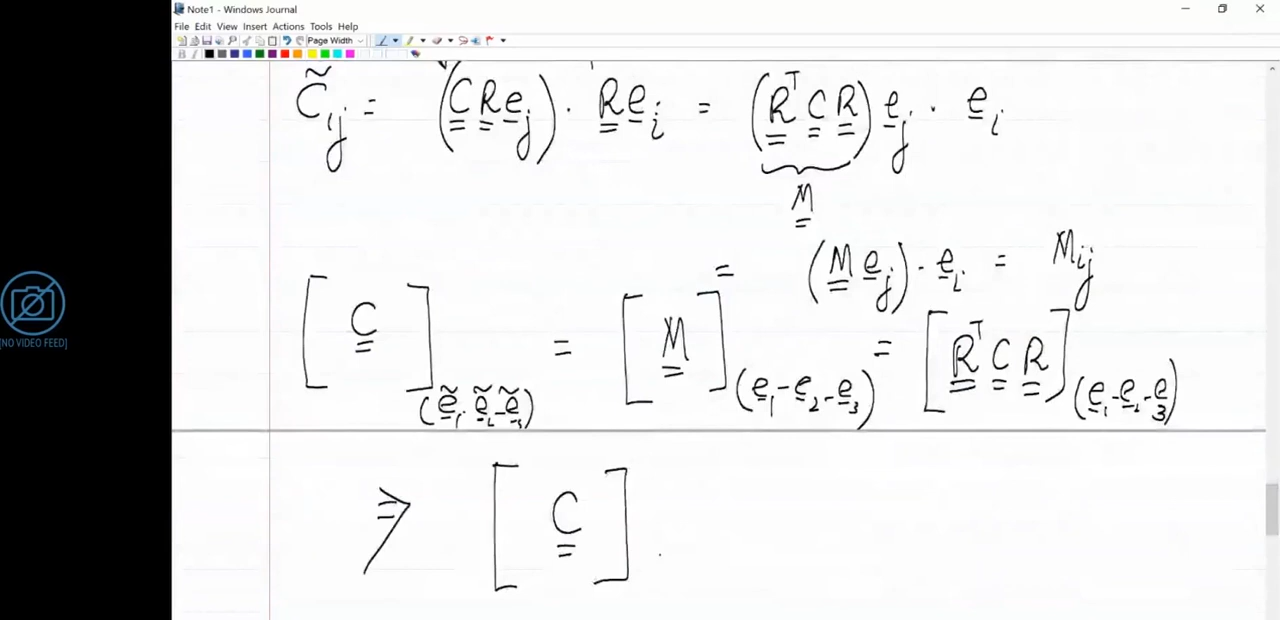 Note1 - Windows Journal
File Edit View Insert Actions Tools Help
Page Width
B I
C̃ij = (C R ej) · R ei = (Rᵀ C R) ej · ei
M
= (M ej) · ei = Mij
[C](ẽ1-ẽ2-ẽ3) = [M](e1-e2-e3) = [Rᵀ C R](e1-e2-e3)
⇒ [C]
[NO VIDEO FEED]